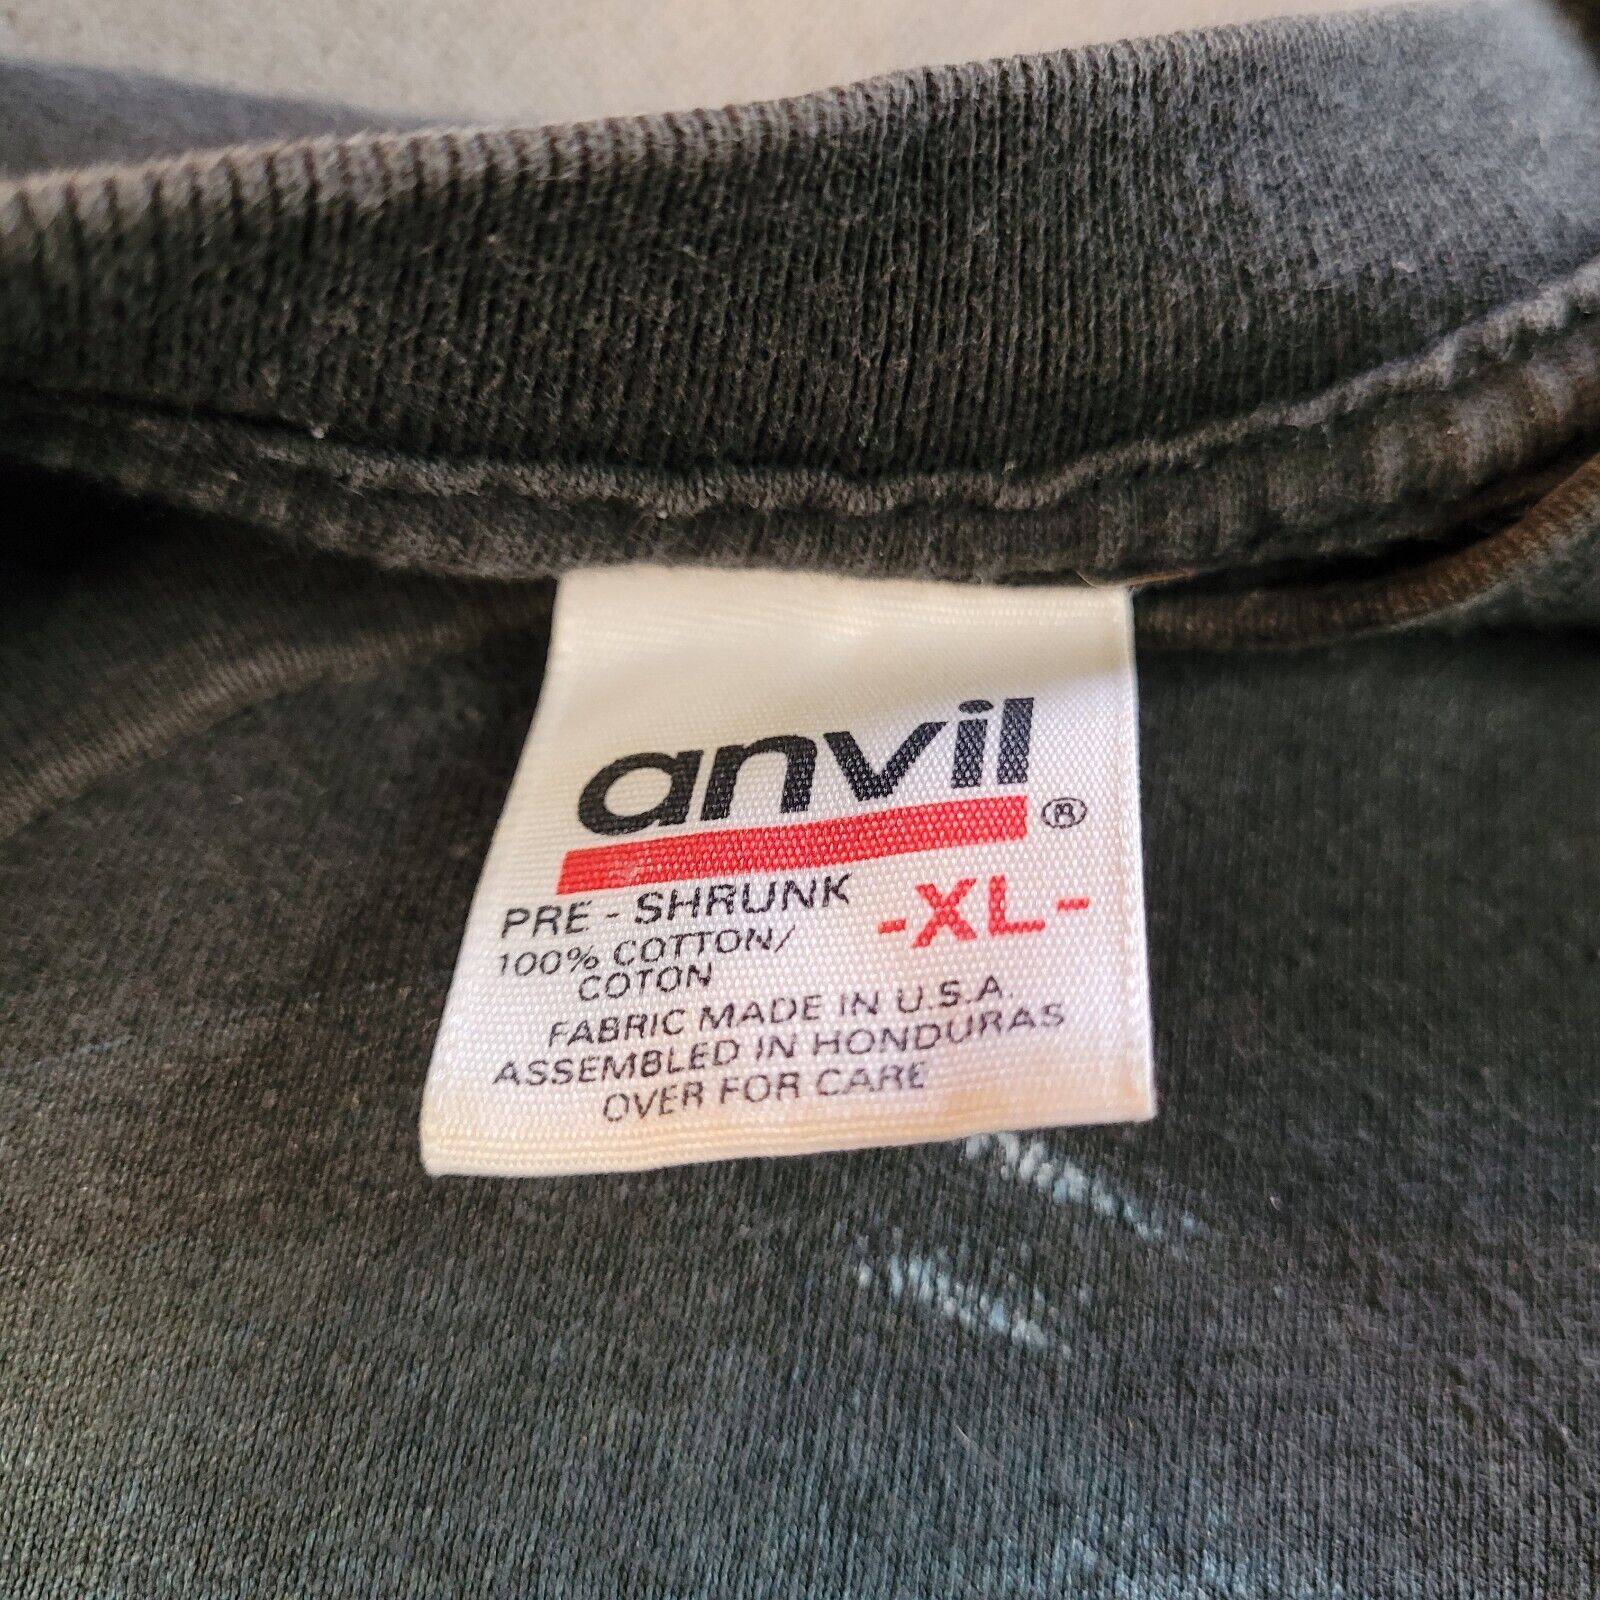 anvil ®
PRE - SHRUNK
-XL-
100% COTTON/
COTON
FABRIC MADE IN U.S.A.
ASSEMBLED IN HONDURAS
OVER FOR CARE